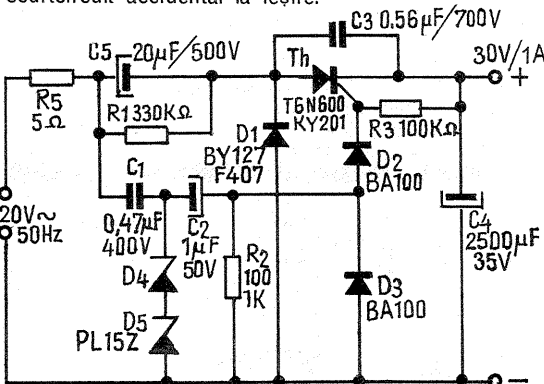 scurtcircuit accidental la ieșire.
C3 0,56µF/700V
C5 20µF/500V
Th
30V/1A
+
R5
5Ω
R1 330KΩ
T6N600
KY201
R3 100KΩ
D1
BY127
F407
D2
BA100
C1
0,47µF
400V
C2
1µF
50V
20V~
50Hz
R2
100
1K
C4
2500µF
35V
D4
D3
BA100
D5
PL15Z
−